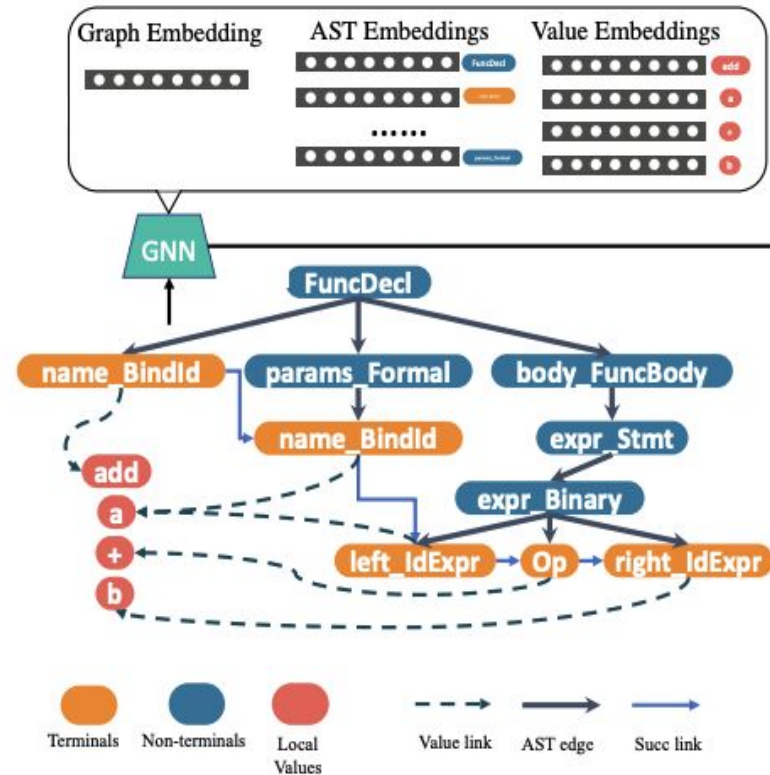 Graph Embedding
AST Embeddings
Value Embeddings
FuncDecl
add
a
......
+
params_Formal
b
GNN
FuncDecl
name_BindId
params_Formal
body_FuncBody
name_BindId
expr_Stmt
add
expr_Binary
a
+
left_IdExpr
Op
right_IdExpr
b
Terminals
Non-terminals
Local
Values
Value link
AST edge
Succ link